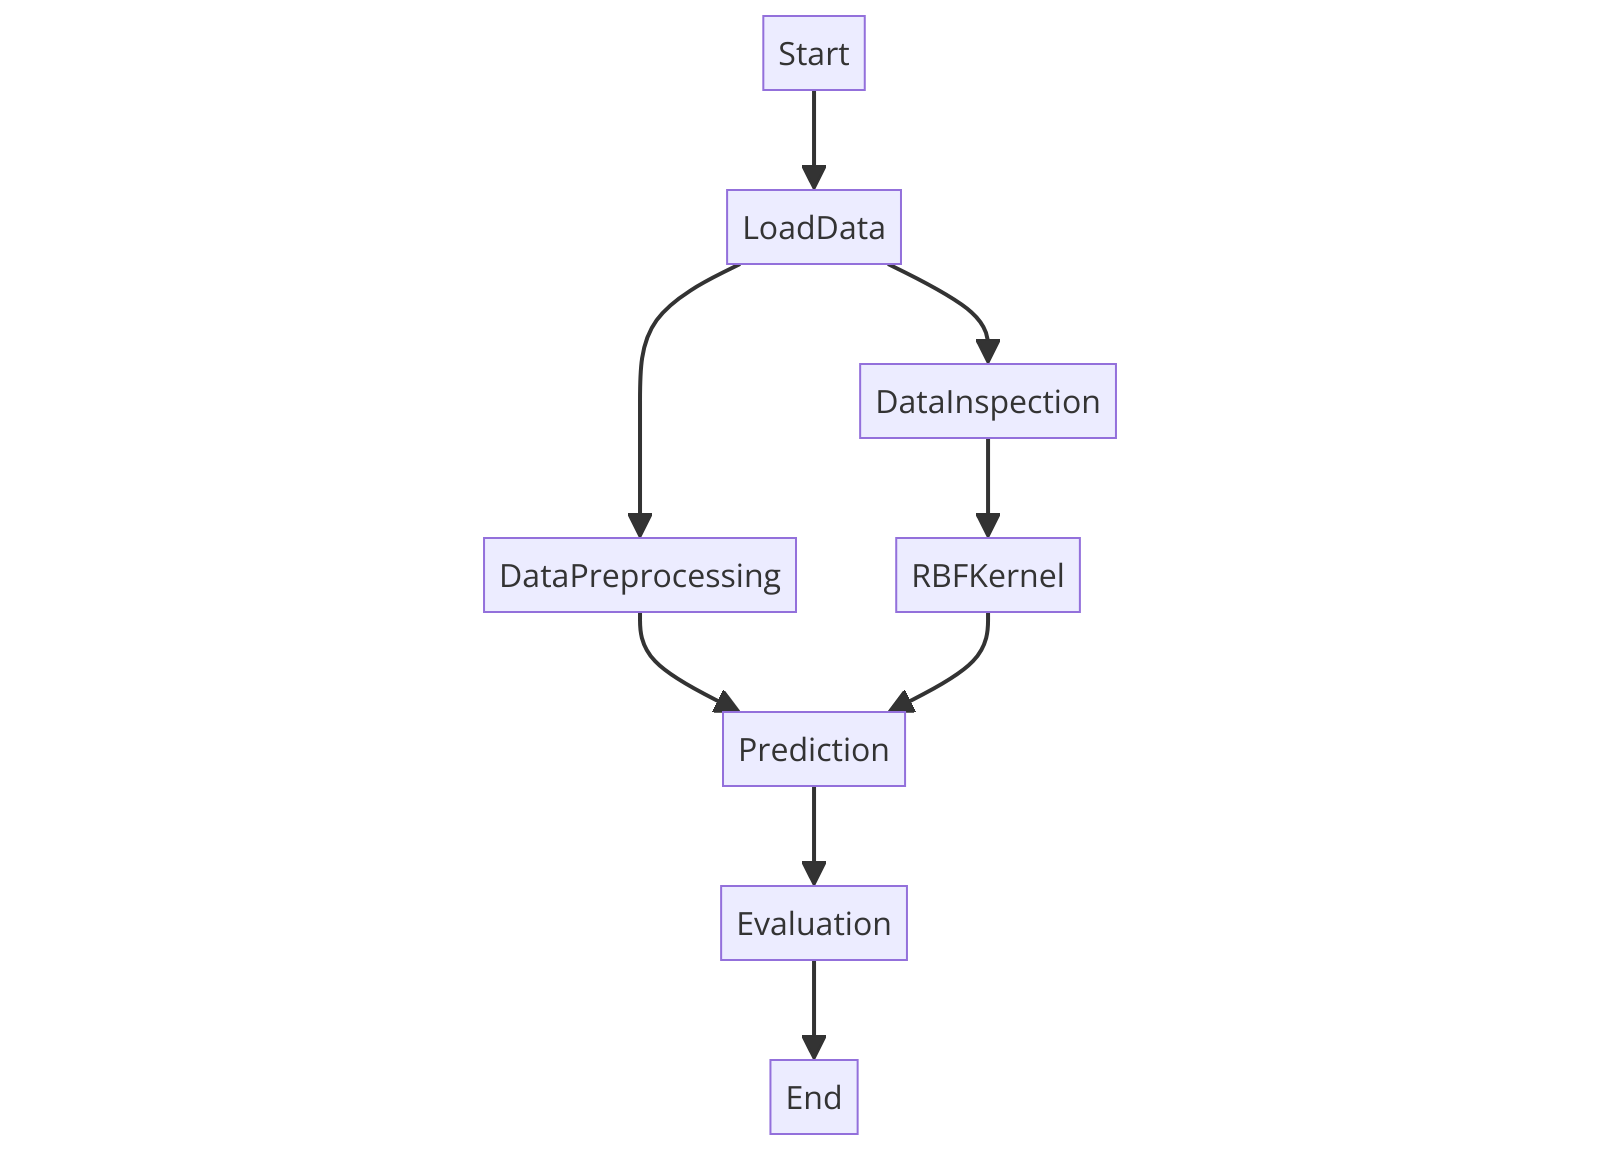 Start
LoadData
DataInspection
DataPreprocessing
RBFKernel
Prediction
Evaluation
End